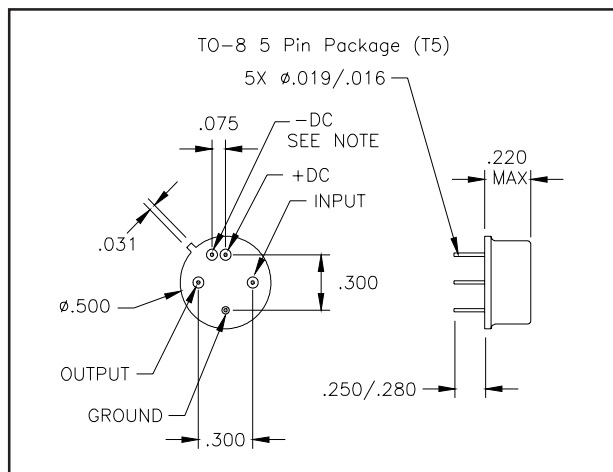 TO-8 5 Pin Package (T5)
5X ø.019/.016
.075
-DC
SEE NOTE
+DC
INPUT
.220
MAX
.031
ø.500
.300
OUTPUT
GROUND
.300
.250/.280